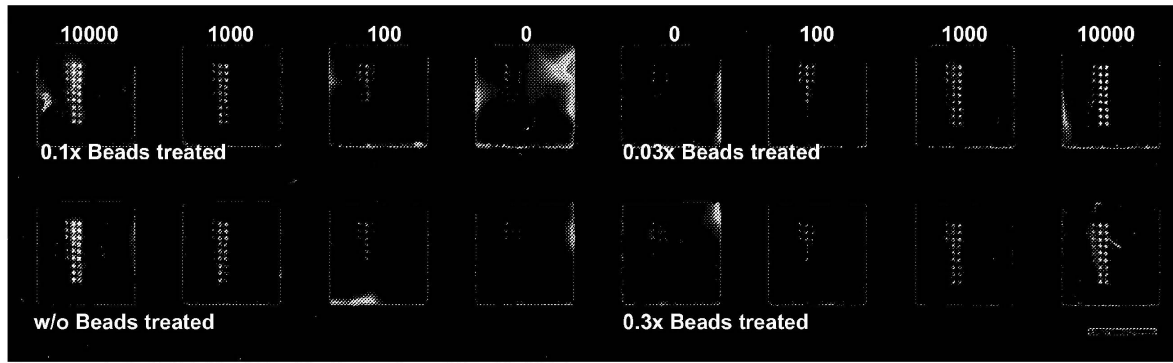 10000 1000 100 0 0 100 1000 10000
0.1x Beads treated 0.03x Beads treated
w/o Beads treated 0.3x Beads treated